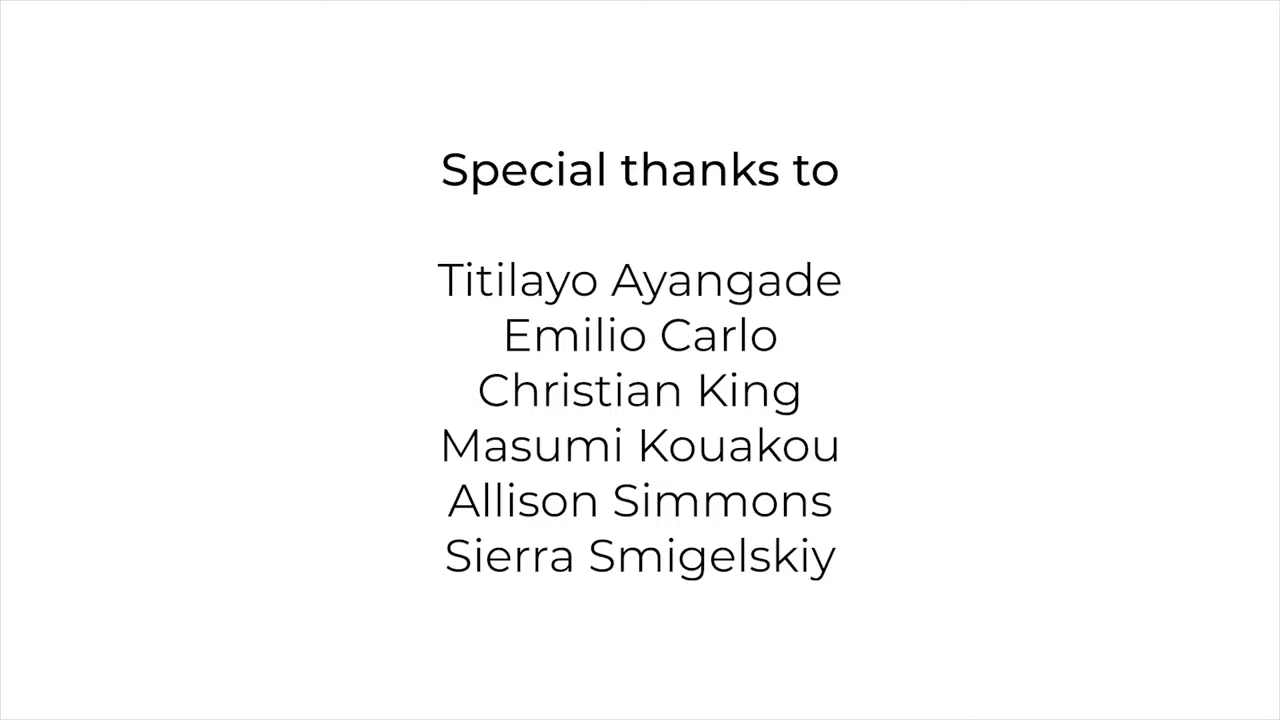 Special thanks to
Titilayo Ayangade
Emilio Carlo
Christian King
Masumi Kouakou
Allison Simmons
Sierra Smigelskiy